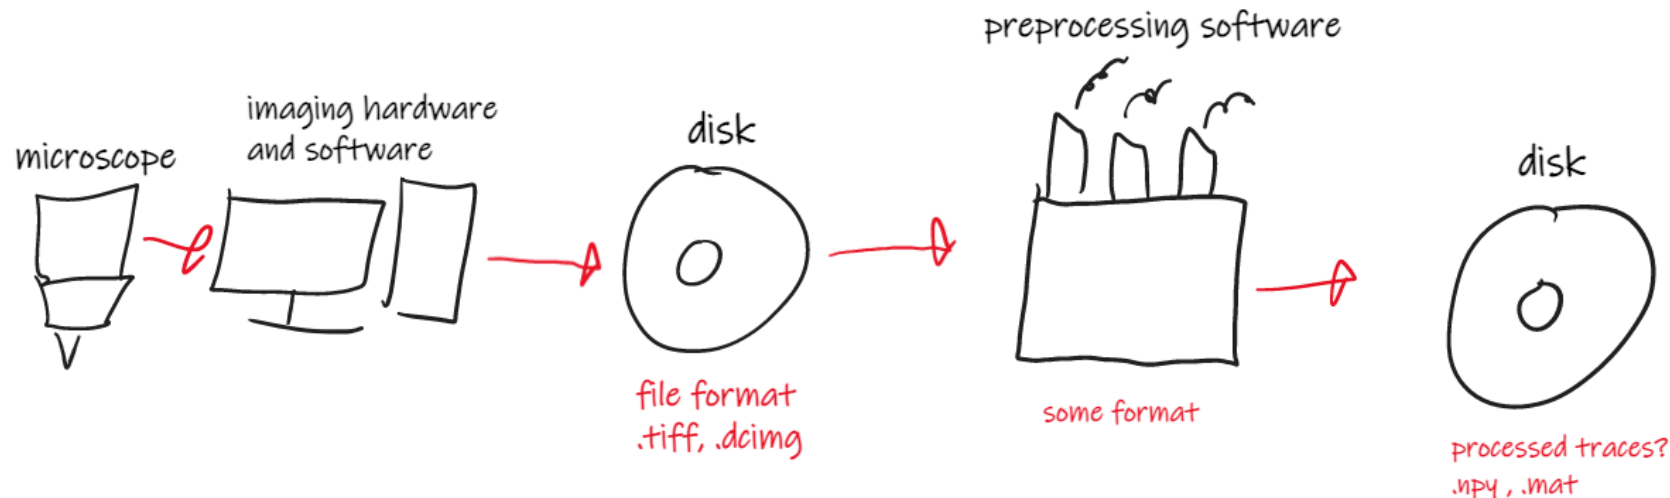 microscope
imaging hardware
and software
disk
file format
.tiff, .dcimg
preprocessing software
some format
disk
processed traces?
.npy , .mat